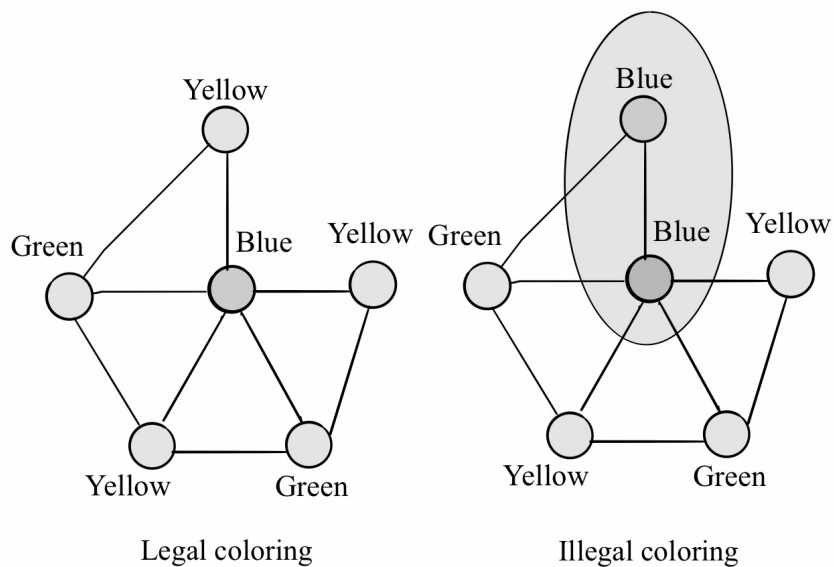 Yellow
Green
Blue
Yellow
Yellow
Green
Legal coloring
Blue
Green
Blue
Yellow
Yellow
Green
Illegal coloring